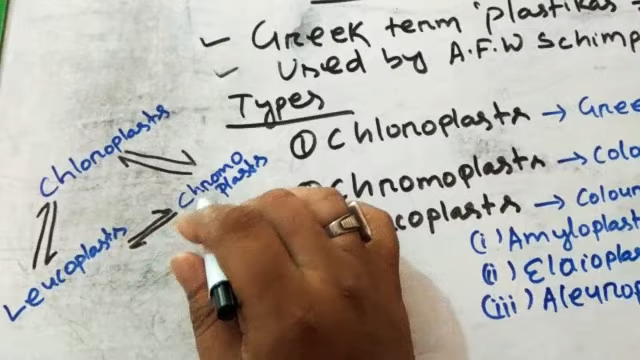 ✓ Greek term 'plastikas
✓ Used by A.F.W Schimp
Types
① Chloroplasts → Gree
Chromoplasts → Colo
coplasts → Colour
(i) Amyloplast
(ii) Elaiopla
(iii) Aleurop
Chloroplasts
Chromo
plasts
Leucoplasts